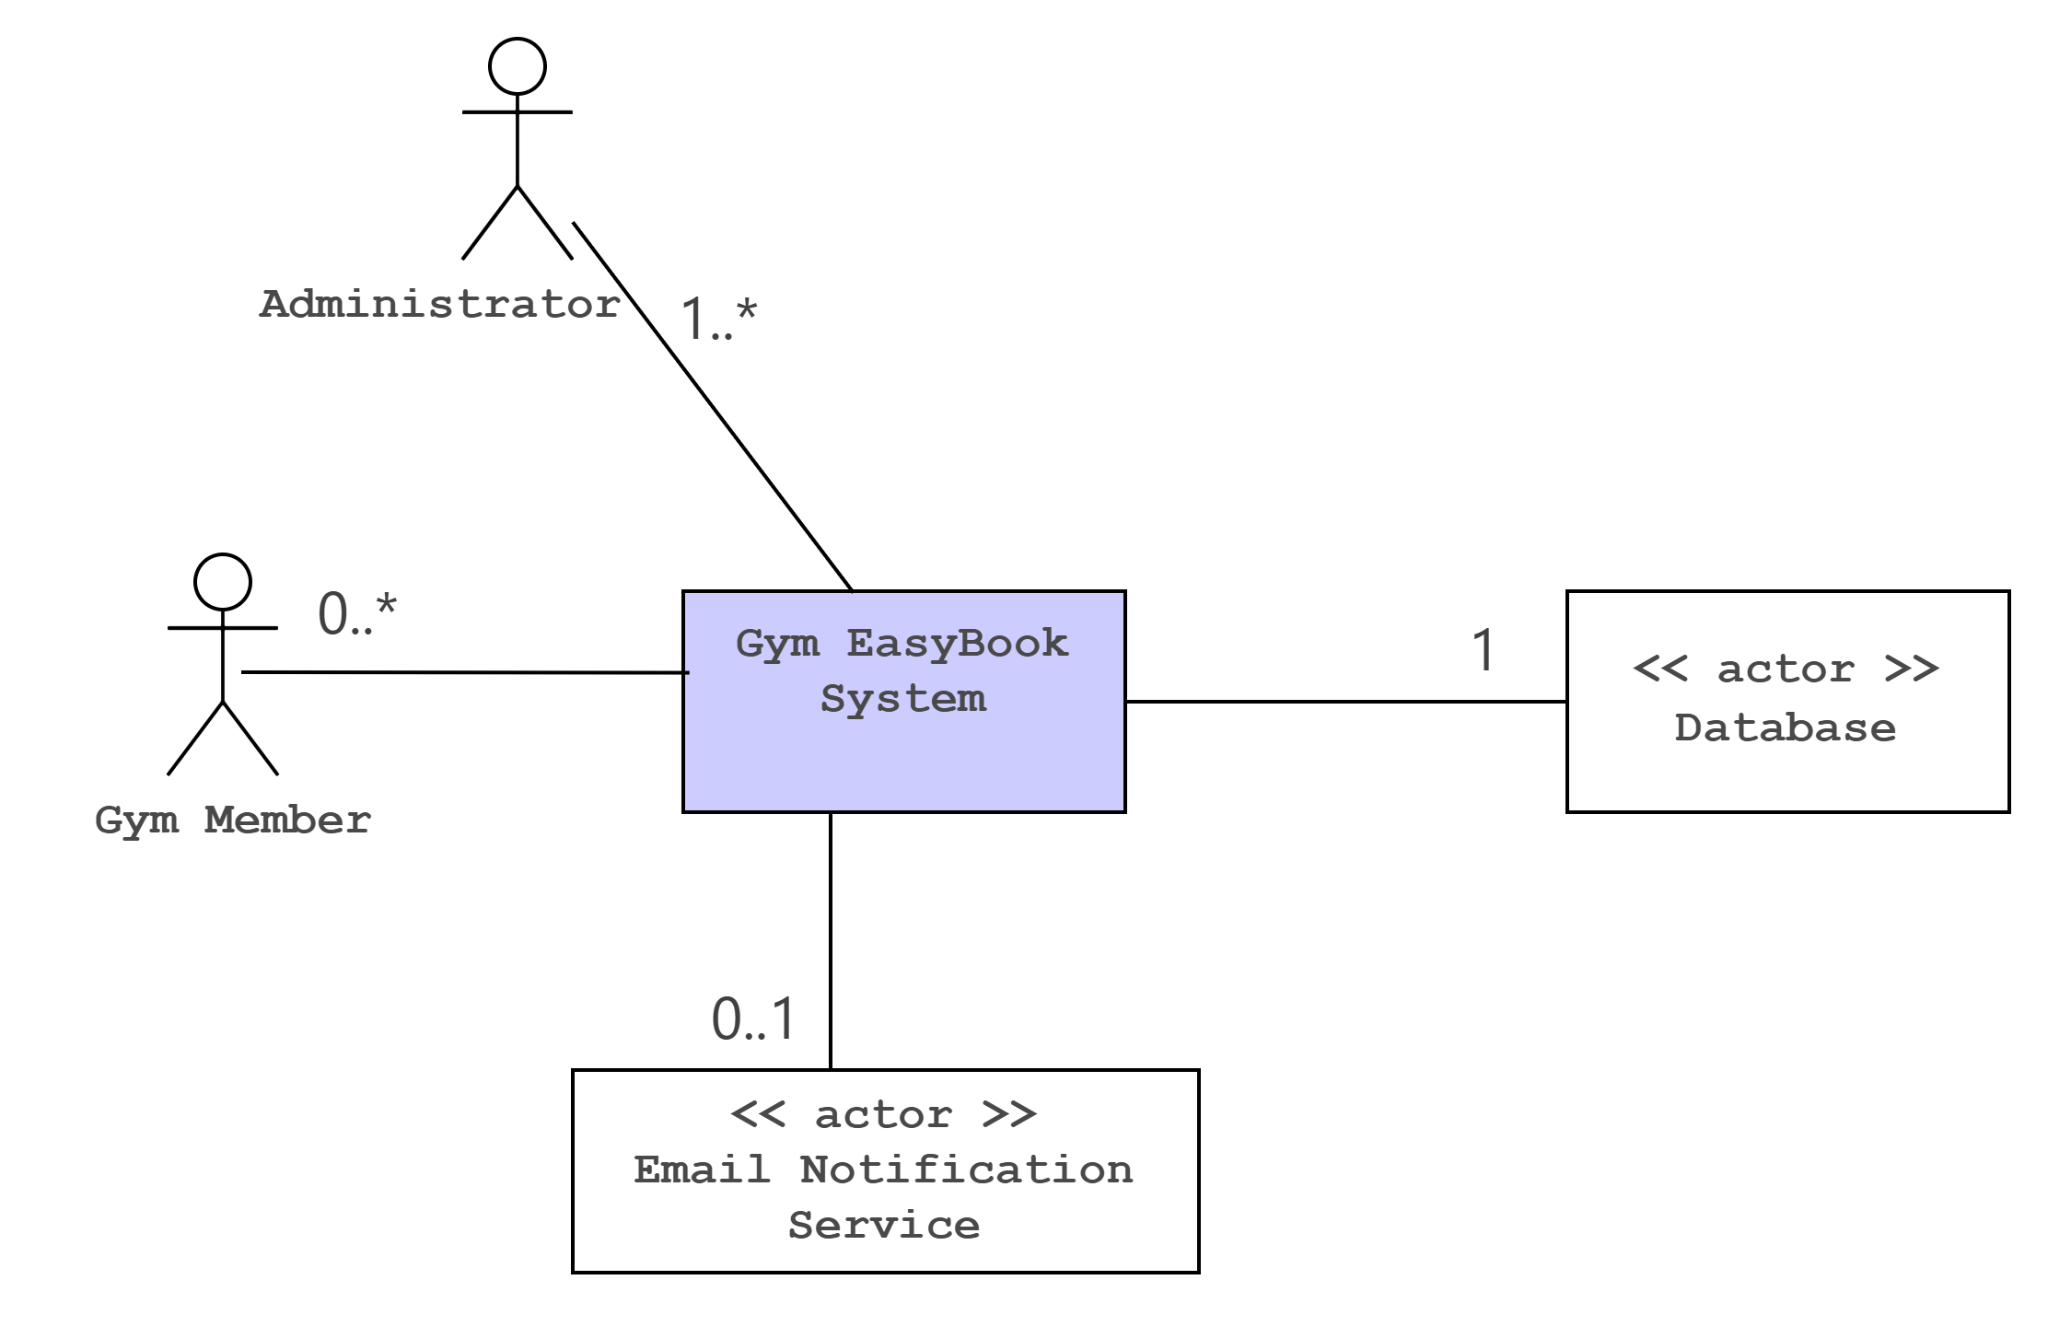 Administrator
1..*
0..*
Gym Member
Gym EasyBook
System
1
<< actor >>
Database
0..1
<< actor >>
Email Notification
Service